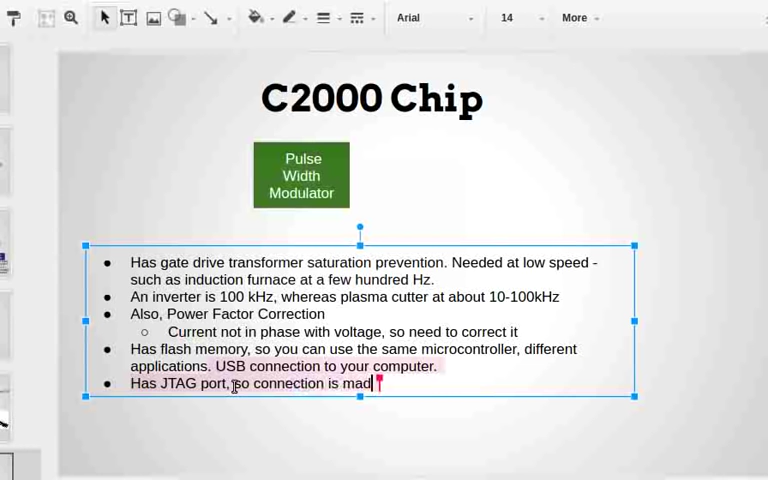 Arial 14 More
C2000 Chip
Pulse
Width
Modulator
● Has gate drive transformer saturation prevention. Needed at low speed -
such as induction furnace at a few hundred Hz.
● An inverter is 100 kHz, whereas plasma cutter at about 10-100kHz
● Also, Power Factor Correction
○ Current not in phase with voltage, so need to correct it
● Has flash memory, so you can use the same microcontroller, different
applications. USB connection to your computer.
● Has JTAG port, so connection is mad